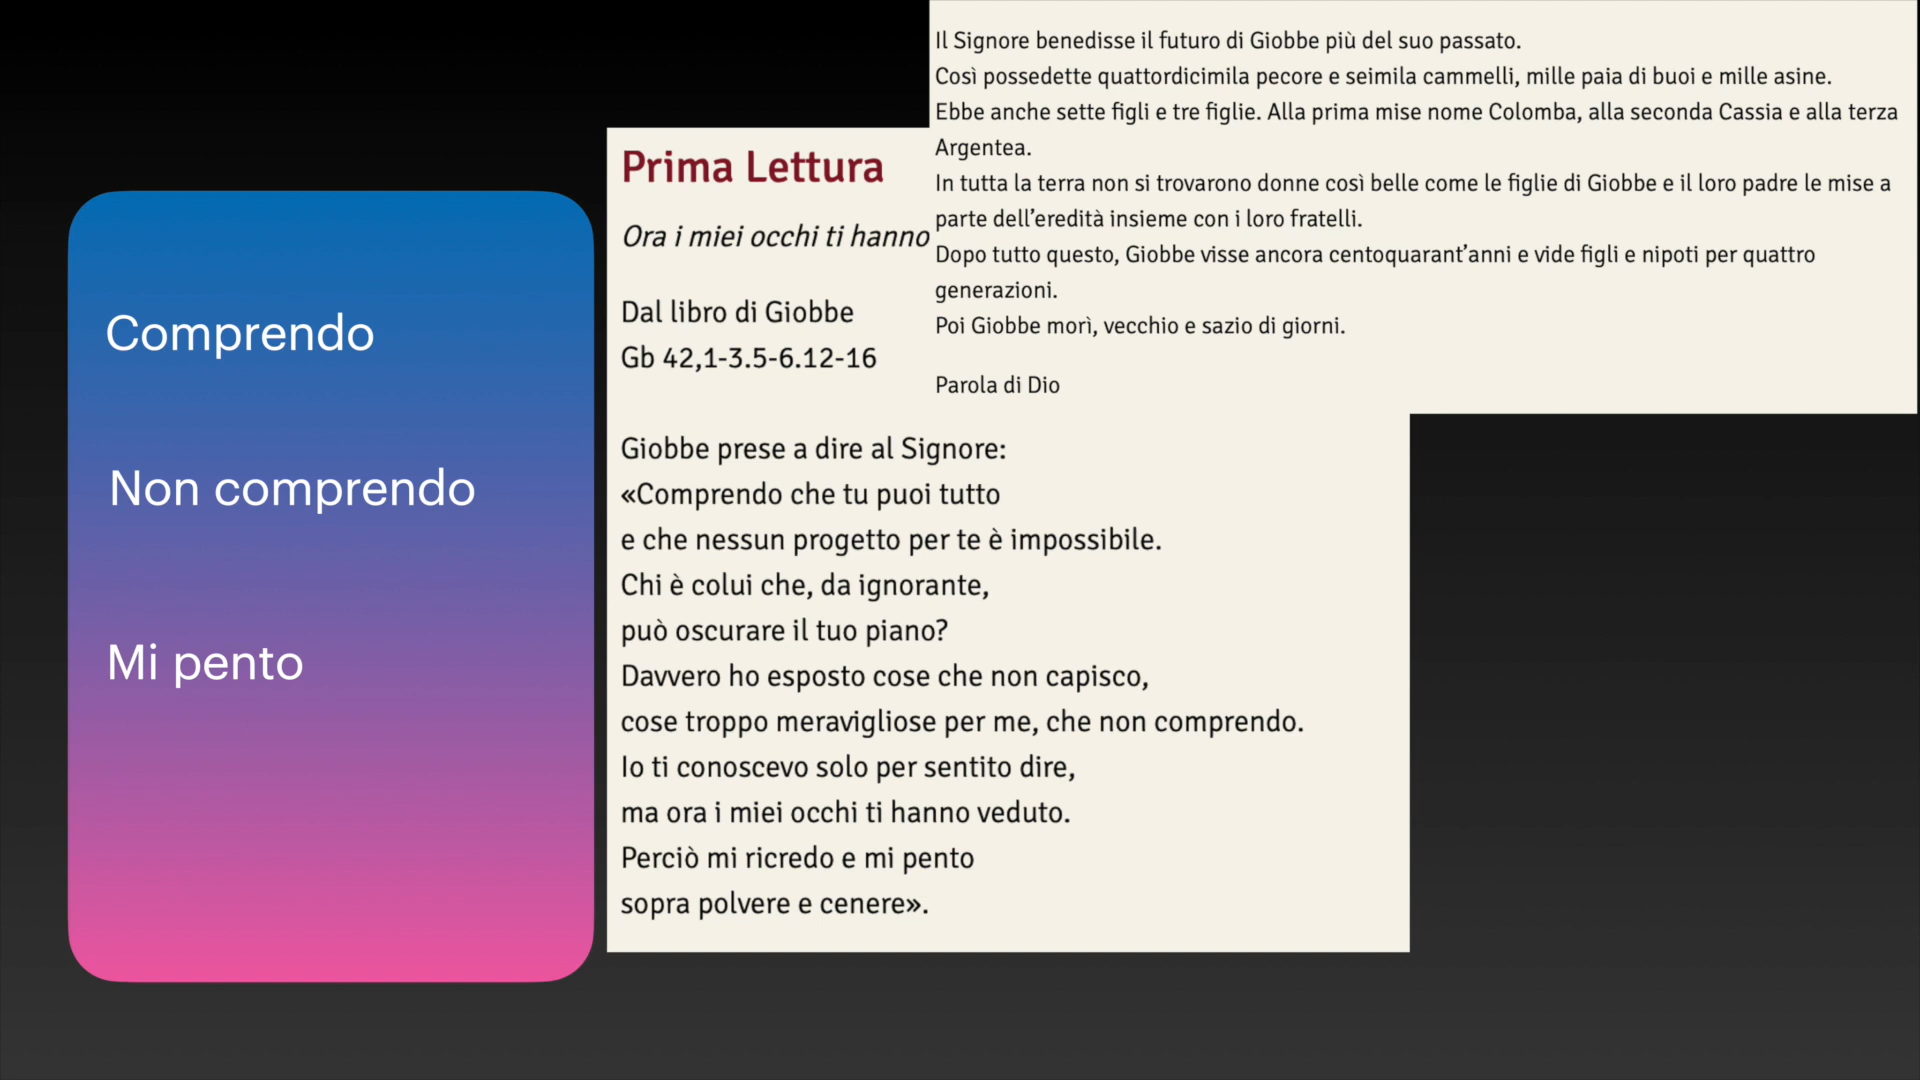 Comprendo
Non comprendo
Mi pento
Prima Lettura
Ora i miei occhi ti hanno
Dal libro di Giobbe
Gb 42,1-3.5-6.12-16
Giobbe prese a dire al Signore:
«Comprendo che tu puoi tutto
e che nessun progetto per te è impossibile.
Chi è colui che, da ignorante,
può oscurare il tuo piano?
Davvero ho esposto cose che non capisco,
cose troppo meravigliose per me, che non comprendo.
Io ti conoscevo solo per sentito dire,
ma ora i miei occhi ti hanno veduto.
Perciò mi ricredo e mi pento
sopra polvere e cenere».
Il Signore benedisse il futuro di Giobbe più del suo passato.
Così possedette quattordicimila pecore e seimila cammelli, mille paia di buoi e mille asine.
Ebbe anche sette figli e tre figlie. Alla prima mise nome Colomba, alla seconda Cassia e alla terza
Argentea.
In tutta la terra non si trovarono donne così belle come le figlie di Giobbe e il loro padre le mise a
parte dell’eredità insieme con i loro fratelli.
Dopo tutto questo, Giobbe visse ancora centoquarant’anni e vide figli e nipoti per quattro
generazioni.
Poi Giobbe morì, vecchio e sazio di giorni.
Parola di Dio